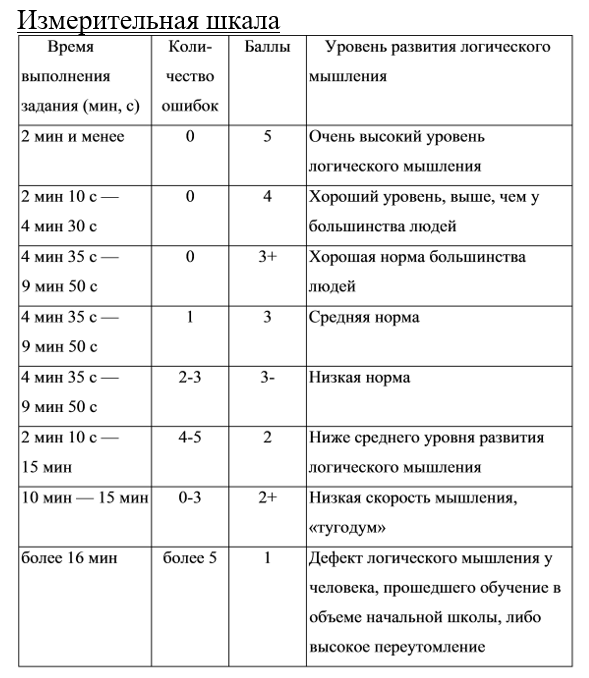 Измерительная шкала
Время Коли- Баллы Уровень развития логического
выполнения чество мышления
задания (мин, с) ошибок
2 мин и менее 0 5 Очень высокий уровень
логического мышления
2 мин 10 с — 0 4 Хороший уровень, выше, чем у
4 мин 30 с большинства людей
4 мин 35 с — 0 3+ Хорошая норма большинства
9 мин 50 с людей
4 мин 35 с — 1 3 Средняя норма
9 мин 50 с
4 мин 35 с — 2-3 3- Низкая норма
9 мин 50 с
2 мин 10 с — 4-5 2 Ниже среднего уровня развития
15 мин логического мышления
10 мин — 15 мин 0-3 2+ Низкая скорость мышления,
«тугодум»
более 16 мин более 5 1 Дефект логического мышления у
человека, прошедшего обучение в
объеме начальной школы, либо
высокое переутомление